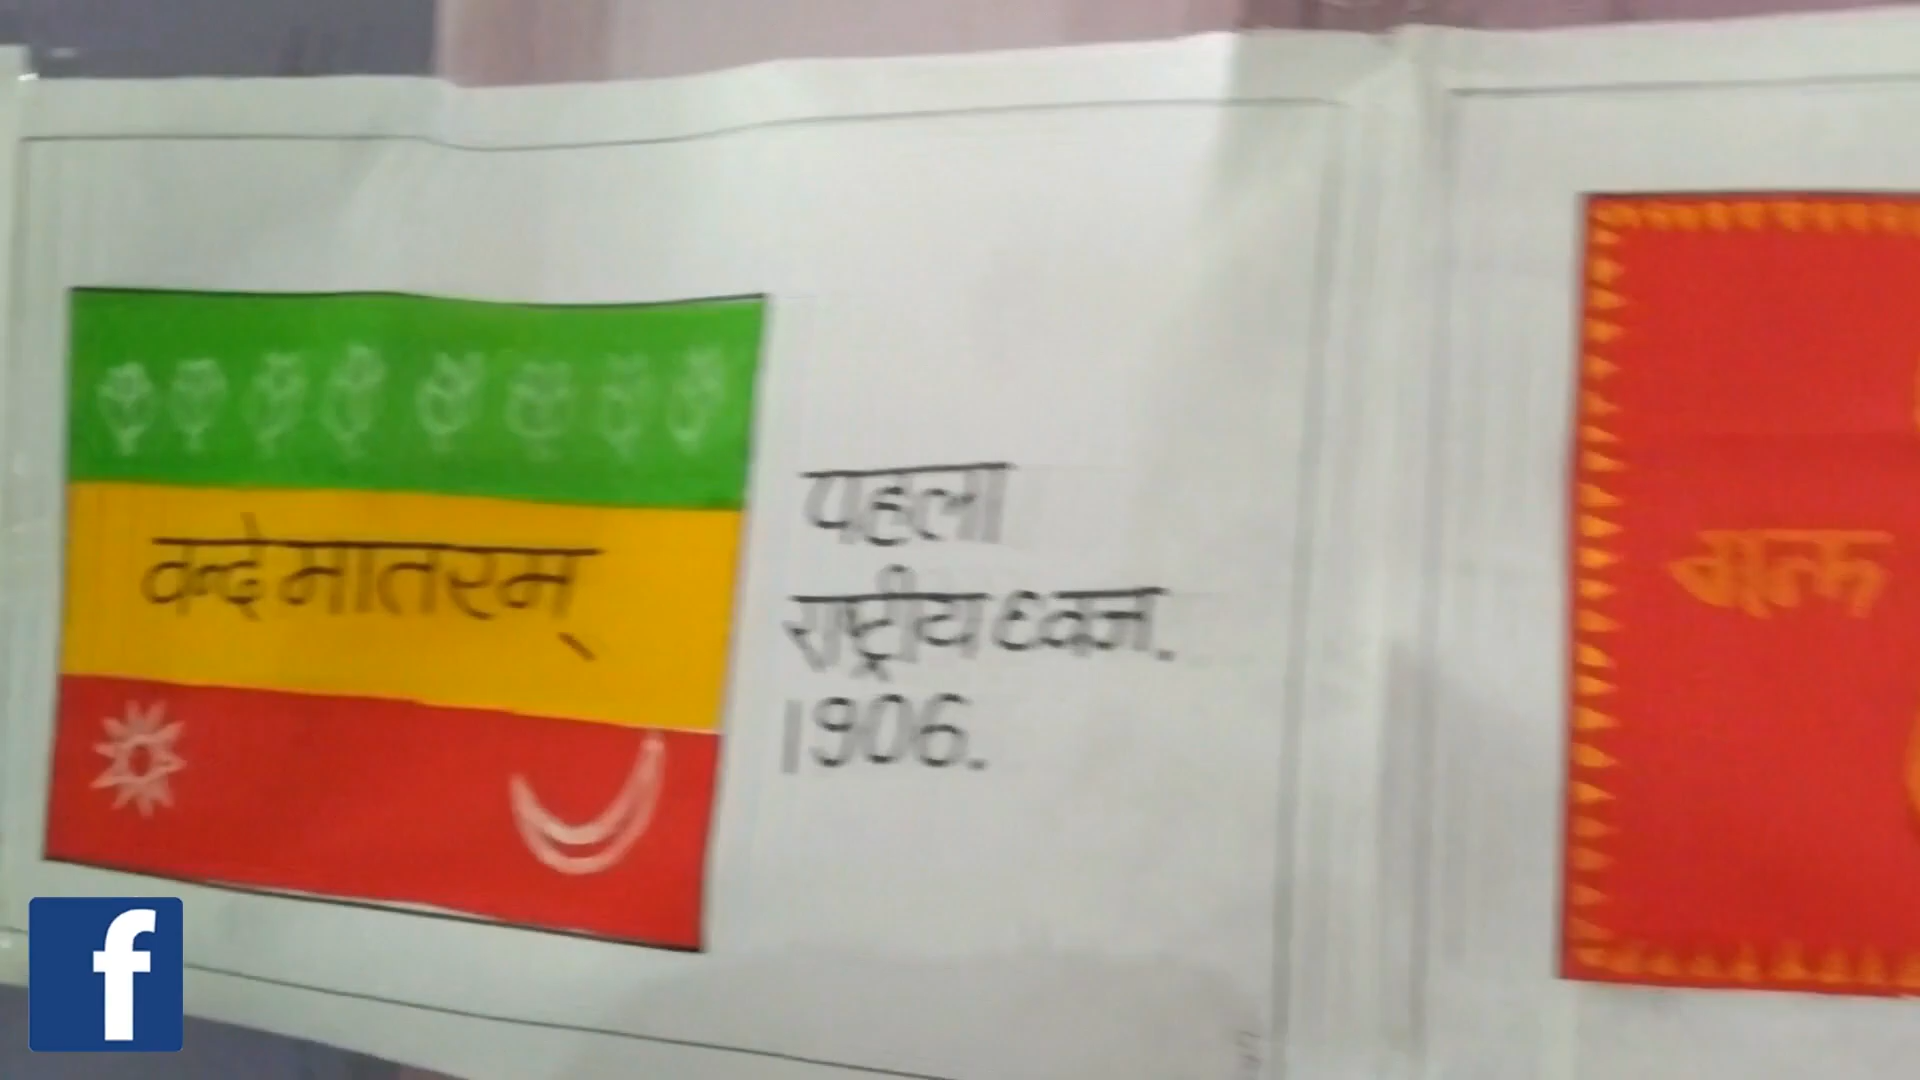 वन्दे मातरम्
पहला
राष्ट्रीय ध्वज.
1906.
f